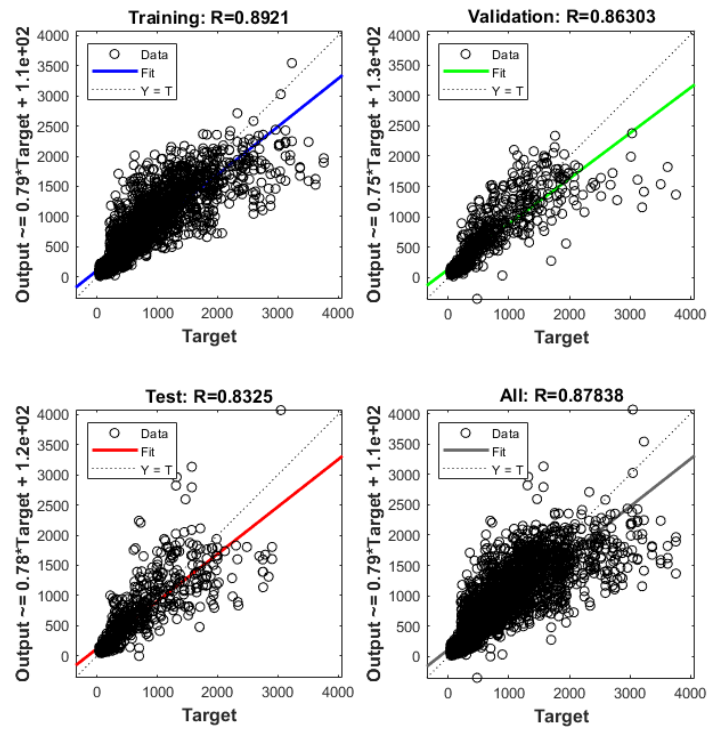 Training: R=0.8921
Output ~= 0.79*Target + 1.1e+02
4000
3500
3000
2500
2000
1500
1000
500
0
Data
Fit
Y = T
0 1000 2000 3000 4000
Target
Validation: R=0.86303
Output ~= 0.75*Target + 1.3e+02
4000
3500
3000
2500
2000
1500
1000
500
0
Data
Fit
Y = T
0 1000 2000 3000 4000
Target
Test: R=0.8325
Output ~= 0.78*Target + 1.2e+02
4000
3500
3000
2500
2000
1500
1000
500
0
Data
Fit
Y = T
0 1000 2000 3000 4000
Target
All: R=0.87838
Output ~= 0.79*Target + 1.1e+02
4000
3500
3000
2500
2000
1500
1000
500
0
Data
Fit
Y = T
0 1000 2000 3000 4000
Target